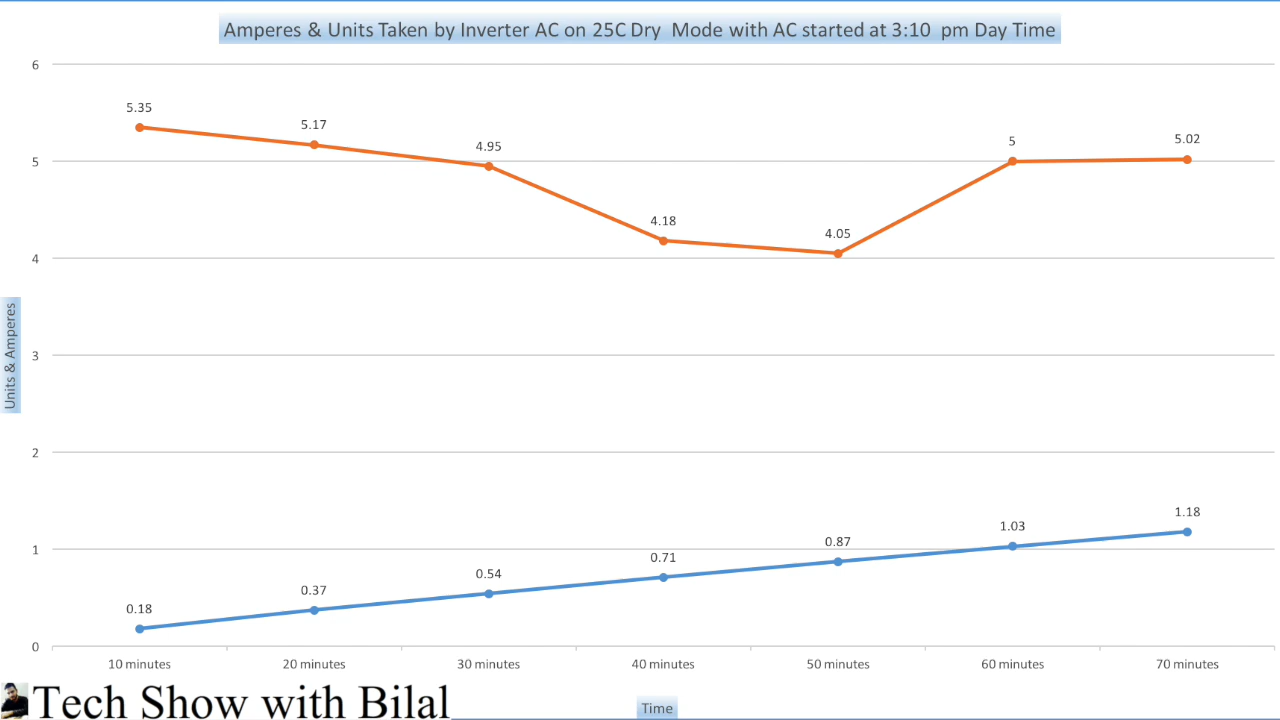 Amperes & Units Taken by Inverter AC on 25C Dry Mode with AC started at 3:10 pm Day Time
6
5
4
3
2
1
0
Units & Amperes
5.35
5.17
4.95
4.18
4.05
5
5.02
0.18
0.37
0.54
0.71
0.87
1.03
1.18
10 minutes
20 minutes
30 minutes
40 minutes
50 minutes
60 minutes
70 minutes
Time
Tech Show with Bilal